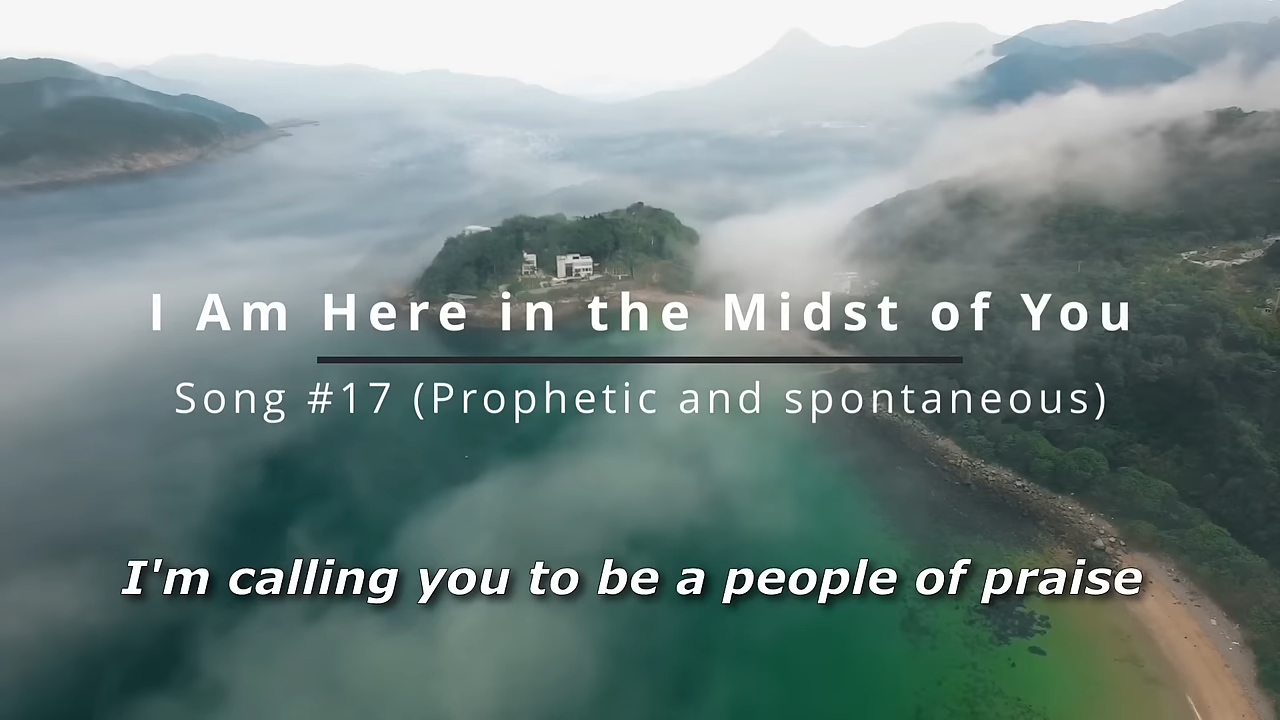 I Am Here in the Midst of You
Song #17 (Prophetic and spontaneous)
I'm calling you to be a people of praise